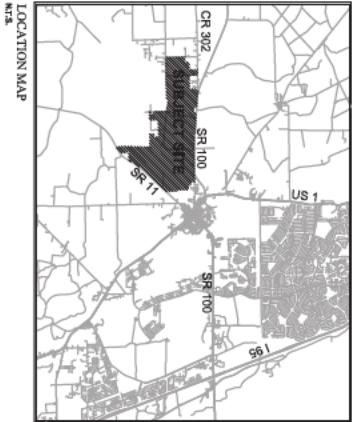 CR 302
SUBJECT SITE
SR 100
SR 11
US 1
SR 100
I 95
LOCATION MAP
N.T.S.